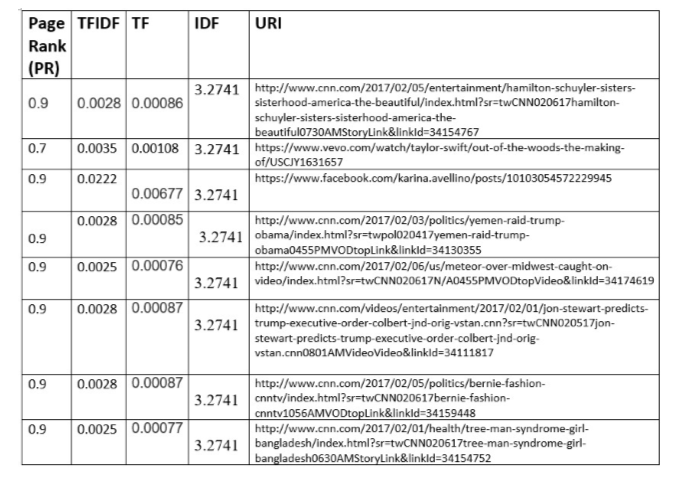 Page Rank (PR) TFIDF TF IDF URI
0.9 0.0028 0.00086 3.2741 http://www.cnn.com/2017/02/05/entertainment/hamilton-schuyler-sisters-
sisterhood-america-the-beautiful/index.html?sr=twCNN020617hamilton-
schuyler-sisters-sisterhood-america-the-
beautiful0730AMStoryLink&linkId=34154767
0.7 0.0035 0.00108 3.2741 https://www.vevo.com/watch/taylor-swift/out-of-the-woods-the-making-
of/USCJY1631657
0.9 0.0222 0.00677 3.2741 https://www.facebook.com/karina.avellino/posts/10103054572229945
0.9 0.0028 0.00085 3.2741 http://www.cnn.com/2017/02/03/politics/yemen-raid-trump-
obama/index.html?sr=twpol020417yemen-raid-trump-
obama0455PMVODtopLink&linkId=34130355
0.9 0.0025 0.00076 3.2741 http://www.cnn.com/2017/02/06/us/meteor-over-midwest-caught-on-
video/index.html?sr=twCNN020617N/A0455PMVODtopVideo&linkId=34174619
0.9 0.0028 0.00087 3.2741 http://www.cnn.com/videos/entertainment/2017/02/01/jon-stewart-predicts-
trump-executive-order-colbert-jnd-orig-vstan.cnn?sr=twCNN020517jon-
stewart-predicts-trump-executive-order-colbert-jnd-orig-
vstan.cnn0801AMVideoVideo&linkId=34111817
0.9 0.0028 0.00087 3.2741 http://www.cnn.com/2017/02/05/politics/bernie-fashion-
cnntv/index.html?sr=twCNN020617bernie-fashion-
cnntv1056AMVODtopLink&linkId=34159448
0.9 0.0025 0.00077 3.2741 http://www.cnn.com/2017/02/01/health/tree-man-syndrome-girl-
bangladesh/index.html?sr=twCNN020617tree-man-syndrome-girl-
bangladesh0630AMStoryLink&linkId=34154752